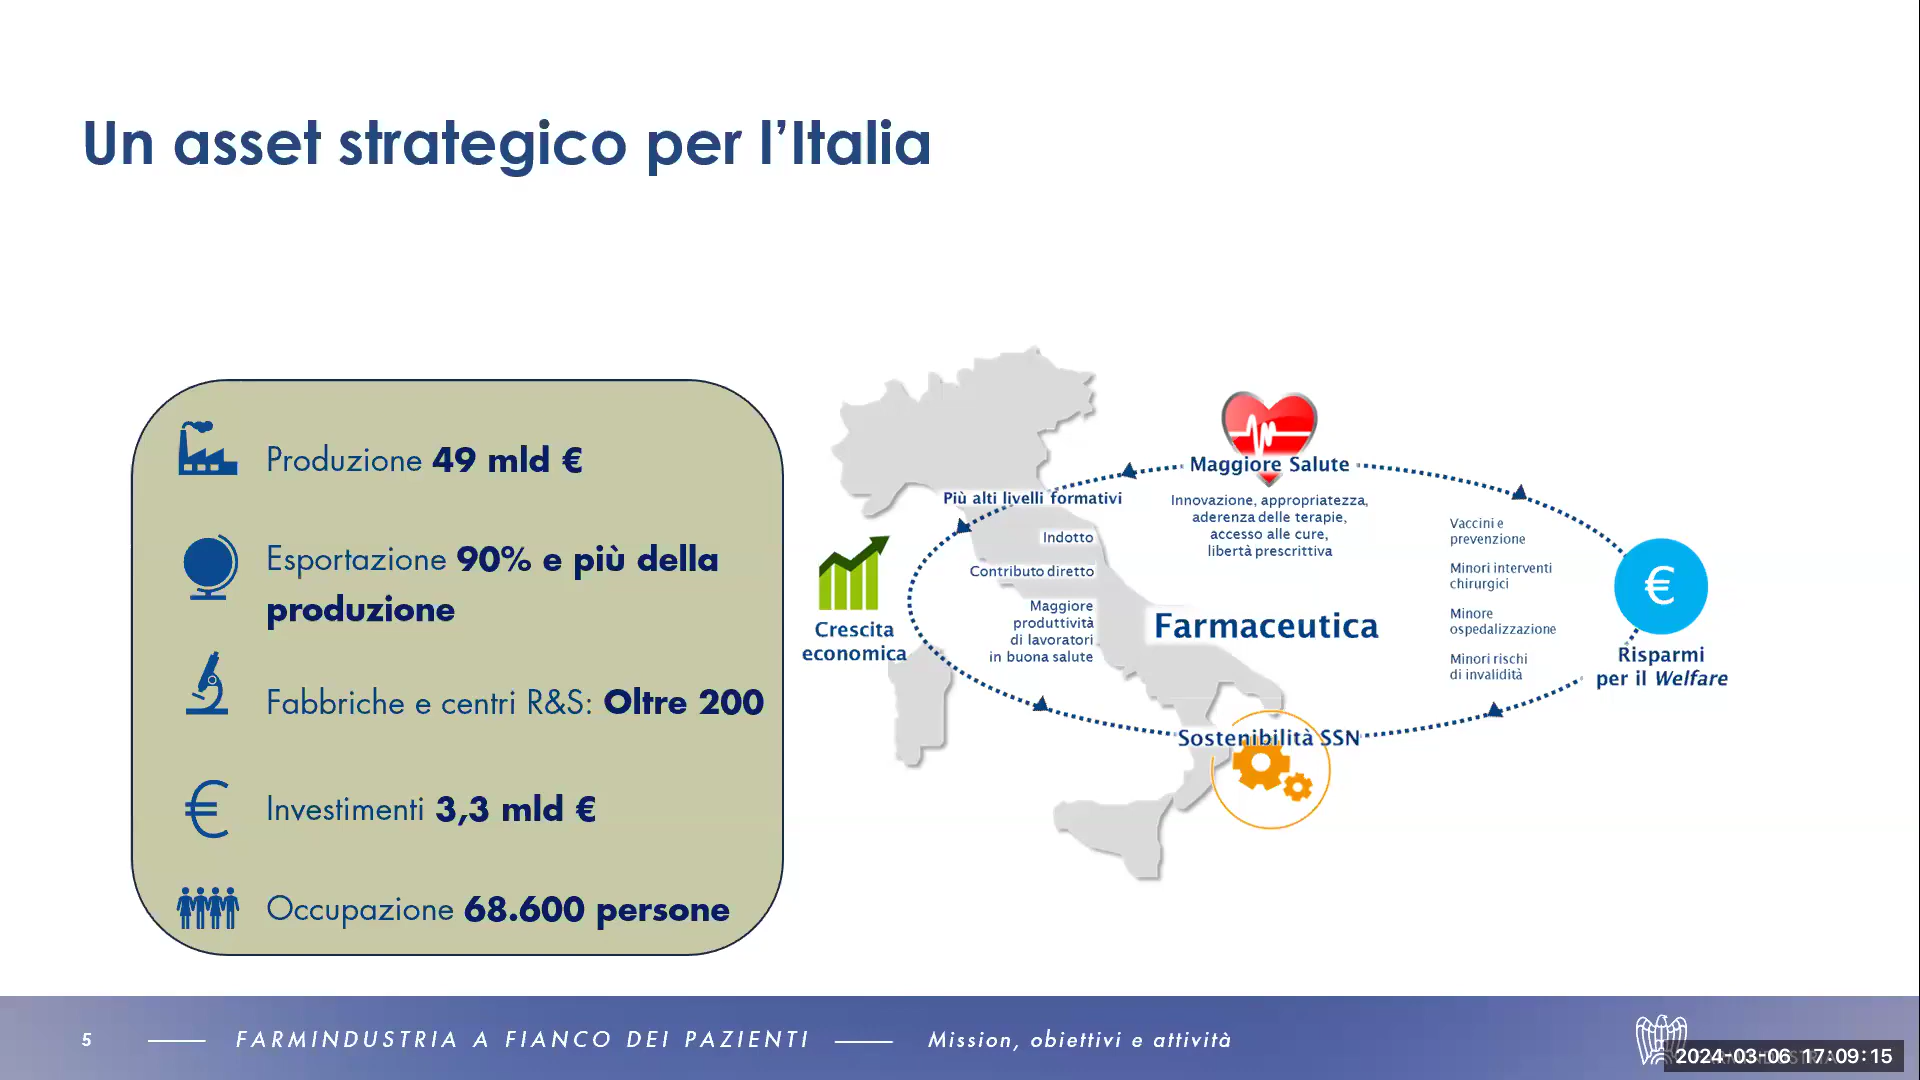 Un asset strategico per l’Italia
Produzione 49 mld €
Esportazione 90% e più della
produzione
Fabbriche e centri R&S: Oltre 200
€ Investimenti 3,3 mld €
Occupazione 68.600 persone
Maggiore Salute
Innovazione, appropriatezza,
aderenza delle terapie,
accesso alle cure,
libertà prescrittiva
Più alti livelli formativi
Indotto
Contributo diretto
Maggiore
produttività
di lavoratori
in buona salute
Crescita
economica
Farmaceutica
Vaccini e
prevenzione
Minori interventi
chirurgici
Minore
ospedalizzazione
Minori rischi
di invalidità
€
Risparmi
per il Welfare
Sostenibilità SSN
5
FARMINDUSTRIA A FIANCO DEI PAZIENTI
Mission, obiettivi e attività
2024-03-06 17:09:15